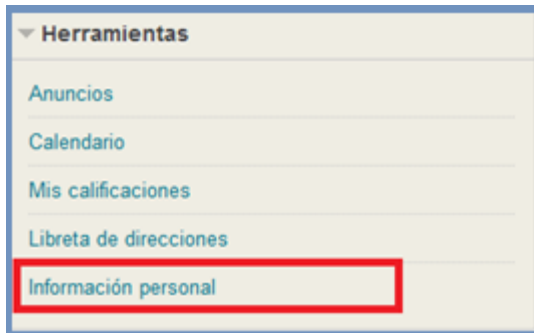 Herramientas
Anuncios
Calendario
Mis calificaciones
Libreta de direcciones
Información personal